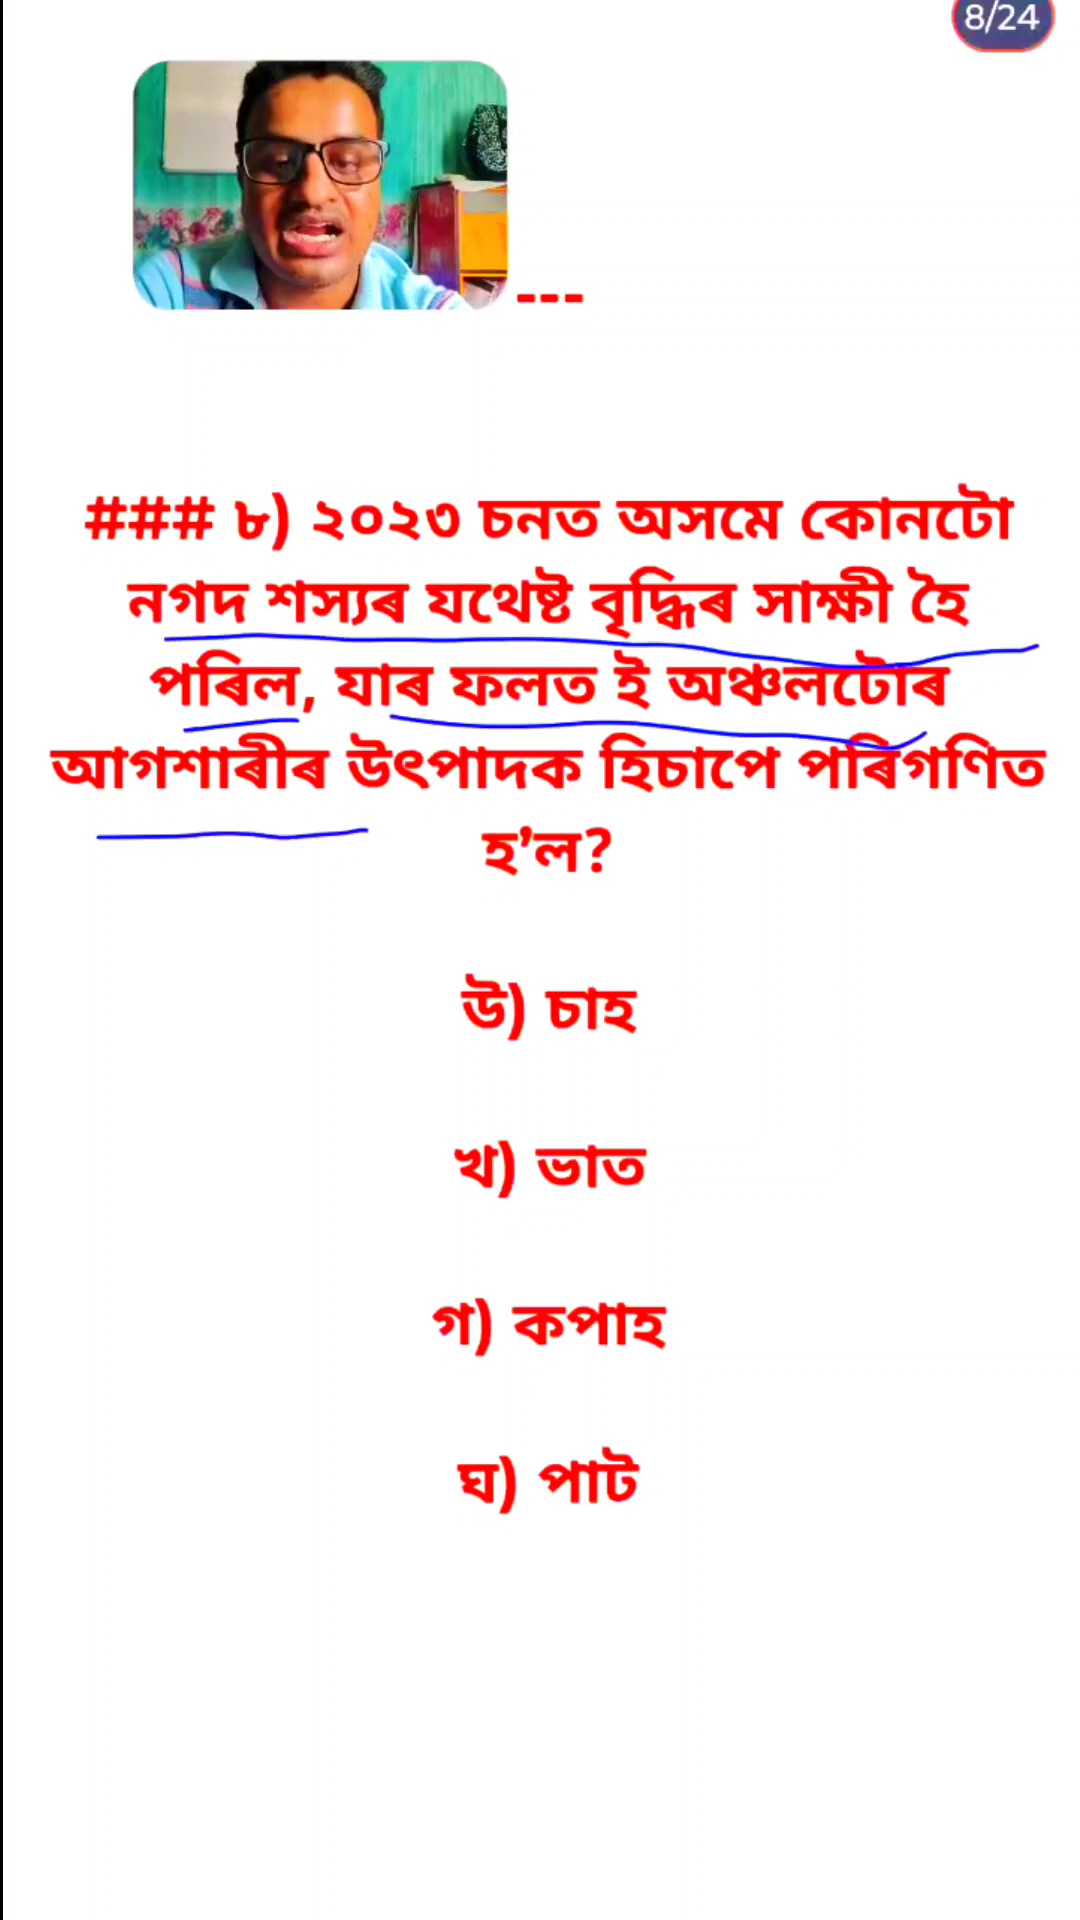 8/24
---
### ৮) ২০২৩ চনত অসমে কোনটো
নগদ শস্যৰ যথেষ্ট বৃদ্ধিৰ সাক্ষী হৈ
পৰিল, যাৰ ফলত ই অঞ্চলটোৰ
আগশাৰীৰ উৎপাদক হিচাপে পৰিগণিত
হ’ল?
উ) চাহ
খ) ভাত
গ) কপাহ
ঘ) পাট